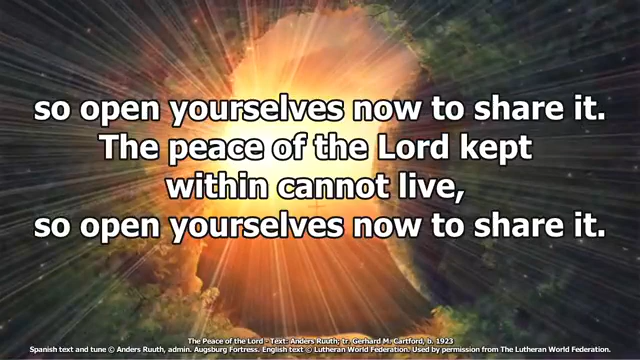 so open yourselves now to share it.
The peace of the Lord kept
within cannot live,
so open yourselves now to share it.
The Peace of the Lord - Text: Anders Ruuth; tr. Gerhard M. Cartford, b. 1923
Spanish text and tune © Anders Ruuth, admin. Augsburg Fortress. English text © Lutheran World Federation. Used by permission from The Lutheran World Federation.